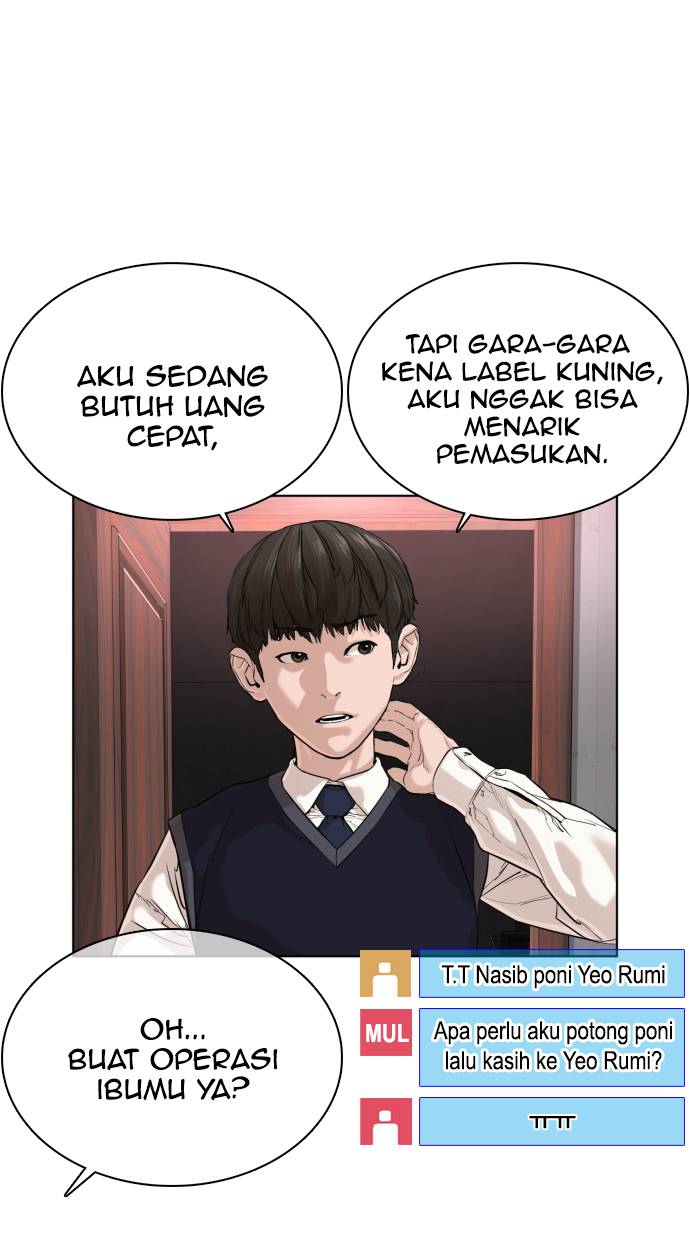 AKU SEDANG
BUTUH UANG
CEPAT,
TAPI GARA-GARA
KENA LABEL KUNING,
AKU NGGAK BISA
MENARIK
PEMASUKAN.
OH...
BUAT OPERASI
IBUMU YA?
T.T Nasib poni Yeo Rumi
MUL
Apa perlu aku potong poni
lalu kasih ke Yeo Rumi?
ㅠㅠ